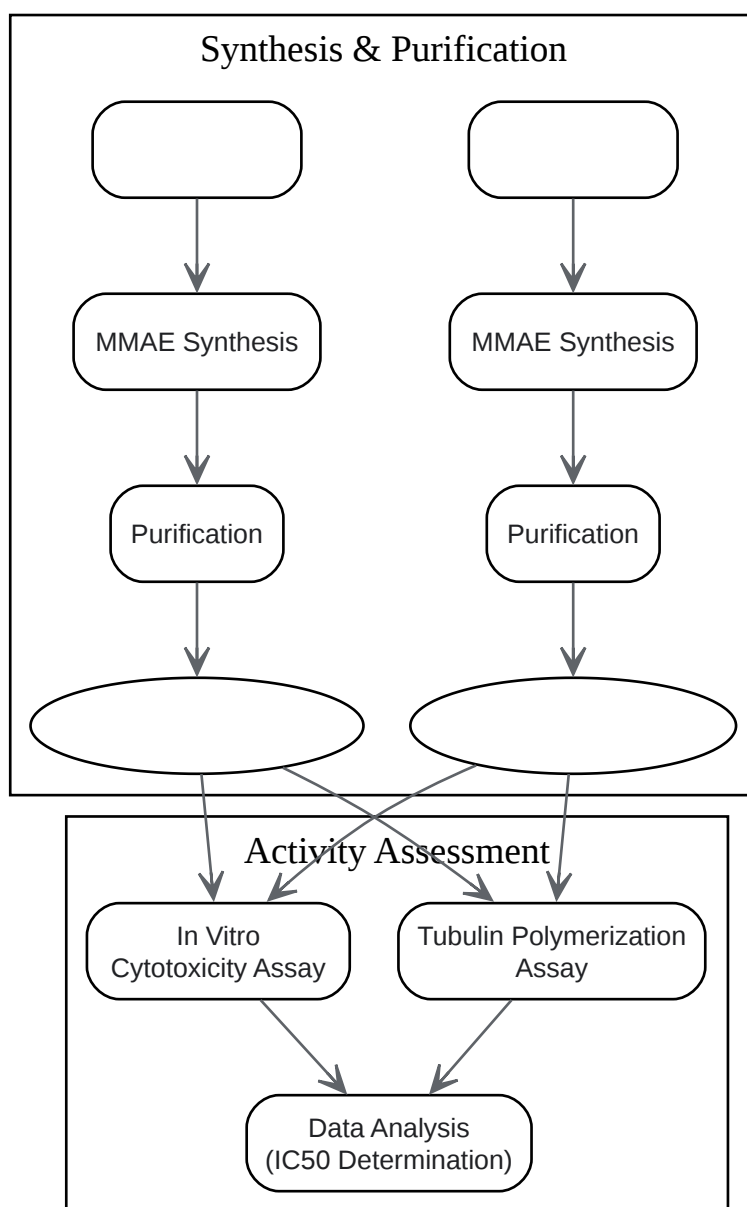 Synthesis & Purification
MMAE Synthesis
MMAE Synthesis
Purification
Purification
Activity Assessment
In Vitro
Cytotoxicity Assay
Tubulin Polymerization
Assay
Data Analysis
(IC50 Determination)